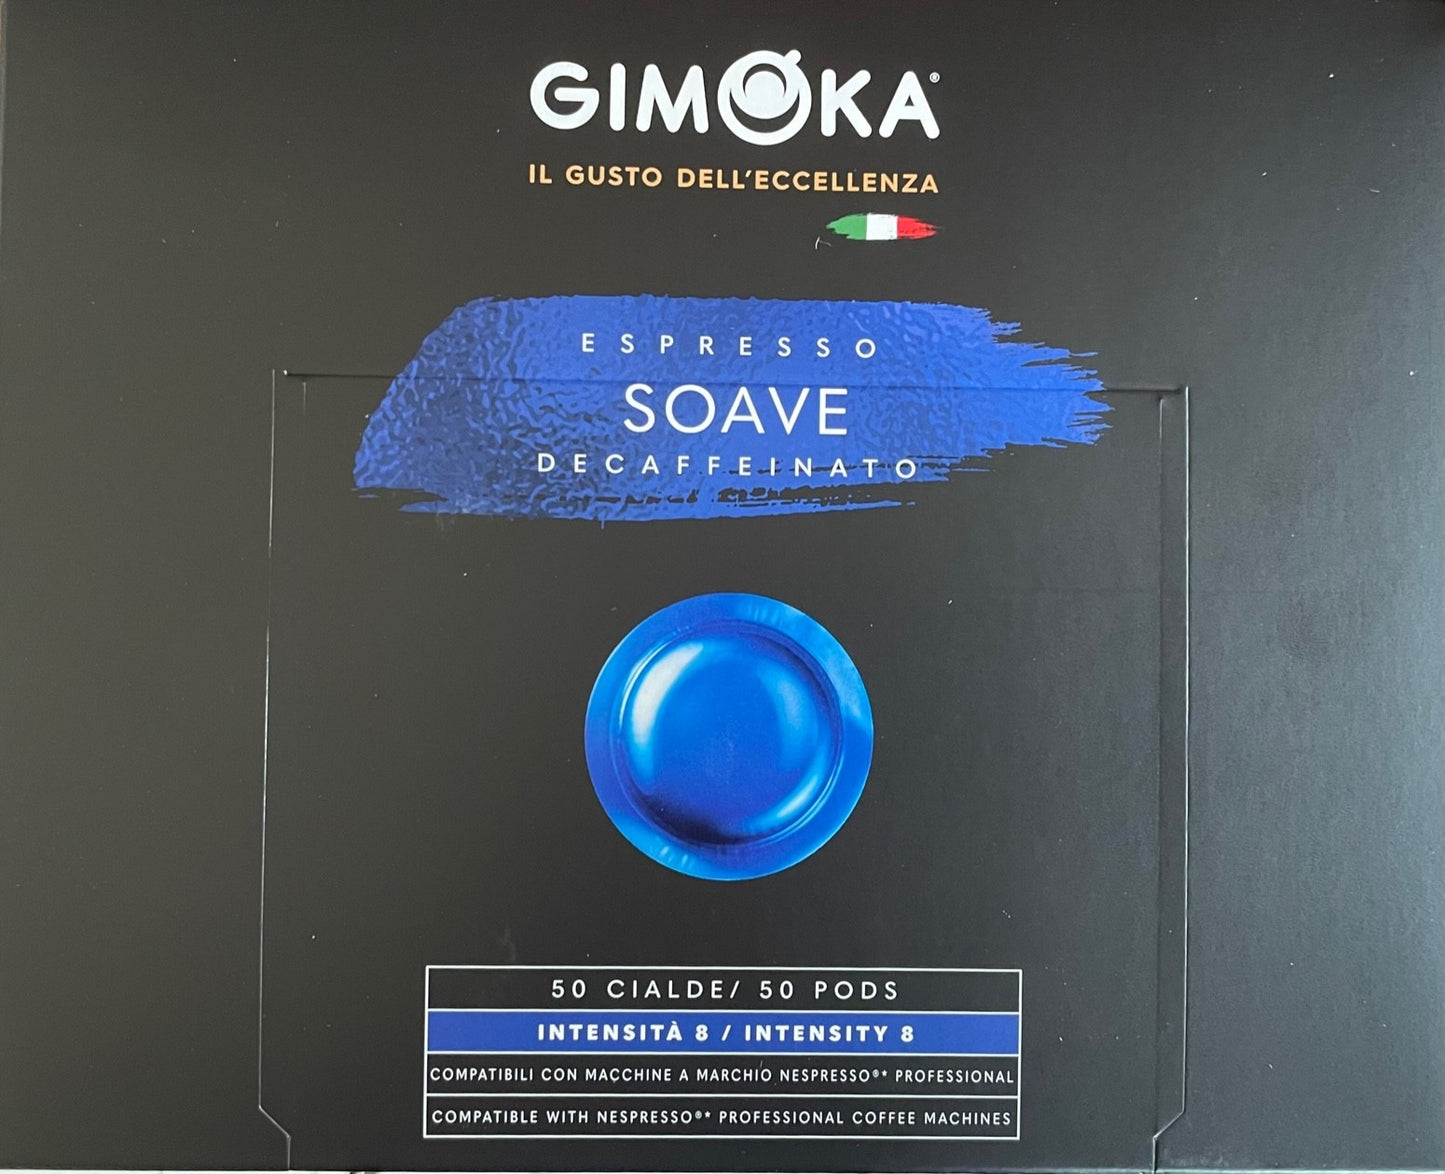 GIMOKA®
IL GUSTO DELL'ECCELLENZA
ESPRESSO
SOAVE
DECAFFEINATO
50 CIALDE/ 50 PODS
INTENSITÀ 8 / INTENSITY 8
COMPATIBILI CON MACCHINE A MARCHIO NESPRESSO®* PROFESSIONAL
COMPATIBLE WITH NESPRESSO®* PROFESSIONAL COFFEE MACHINES